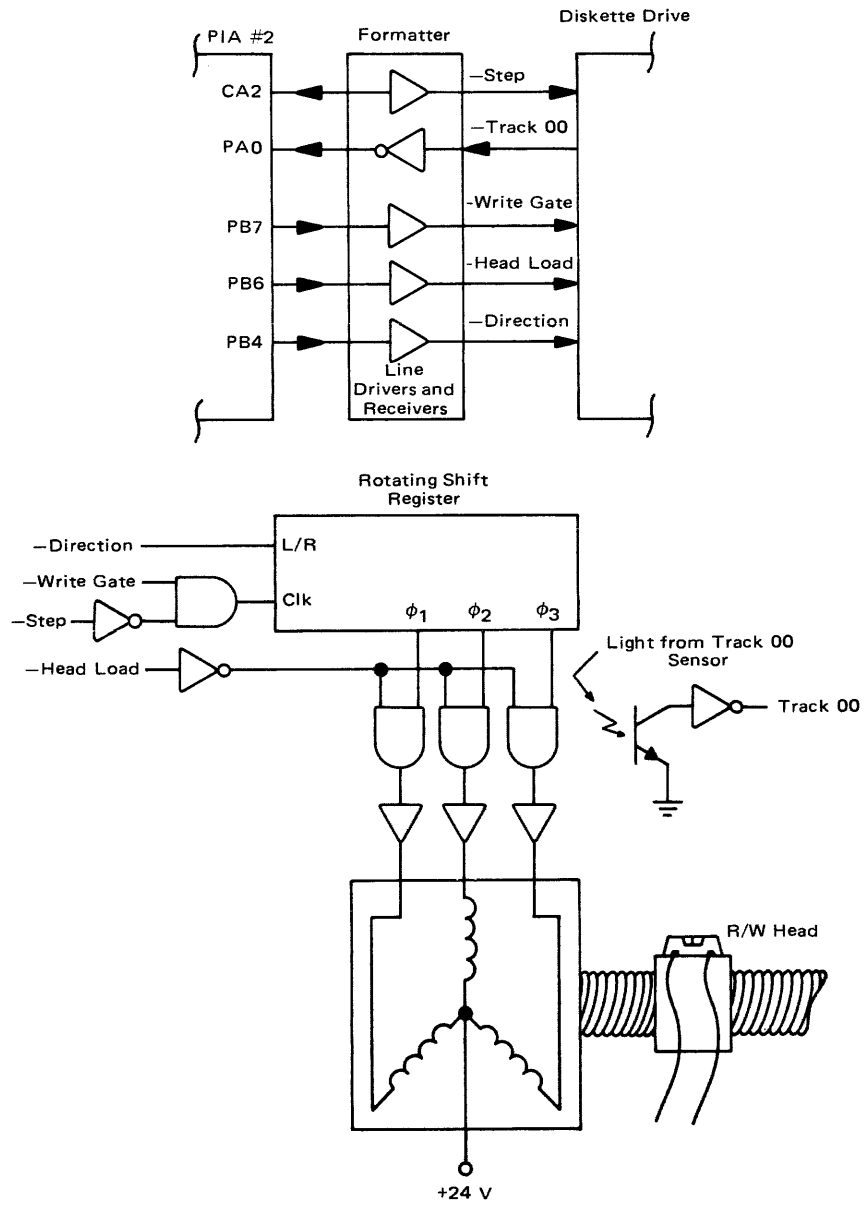 Diskette Drive
PIA #2
Formatter
CA2
—Step
PA0
—Track 00
PB7
-Write Gate
PB6
-Head Load
PB4
—Direction
Line
Drivers and
Receivers
Rotating Shift
Register
—Direction
L/R
—Write Gate
Clk
—Step
ϕ1
ϕ2
ϕ3
—Head Load
Light from Track 00
Sensor
Track 00
R/W Head
+24 V